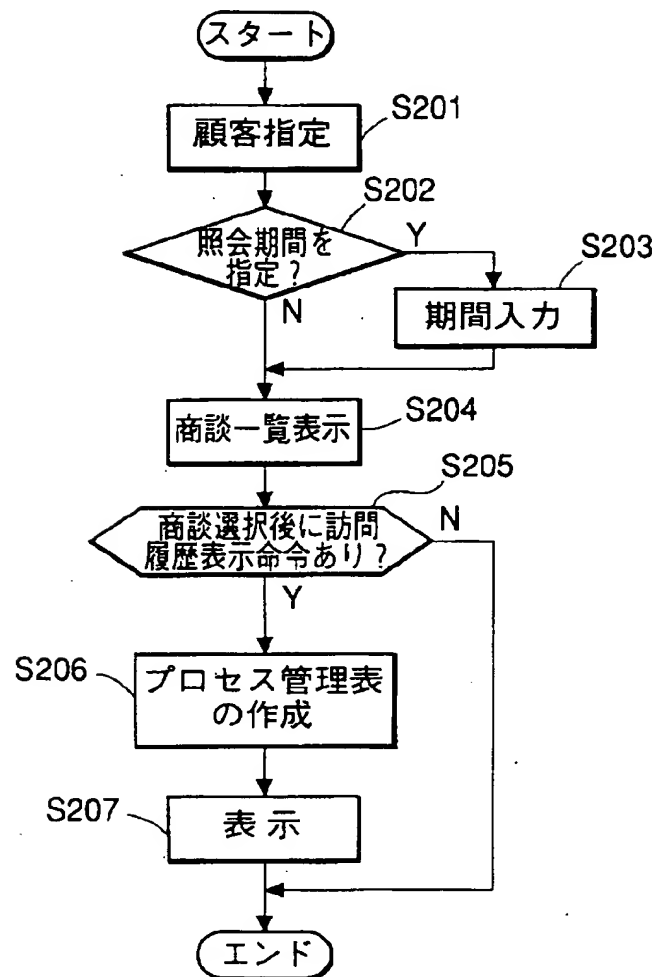 スタート
顧客指定
S201
S202
照会期間を
指定?
Y
S203
期間入力
N
商談一覧表示
S204
S205
商談選択後に訪問
履歴表示命令あり?
N
Y
S206
プロセス管理表
の作成
S207
表示
エンド